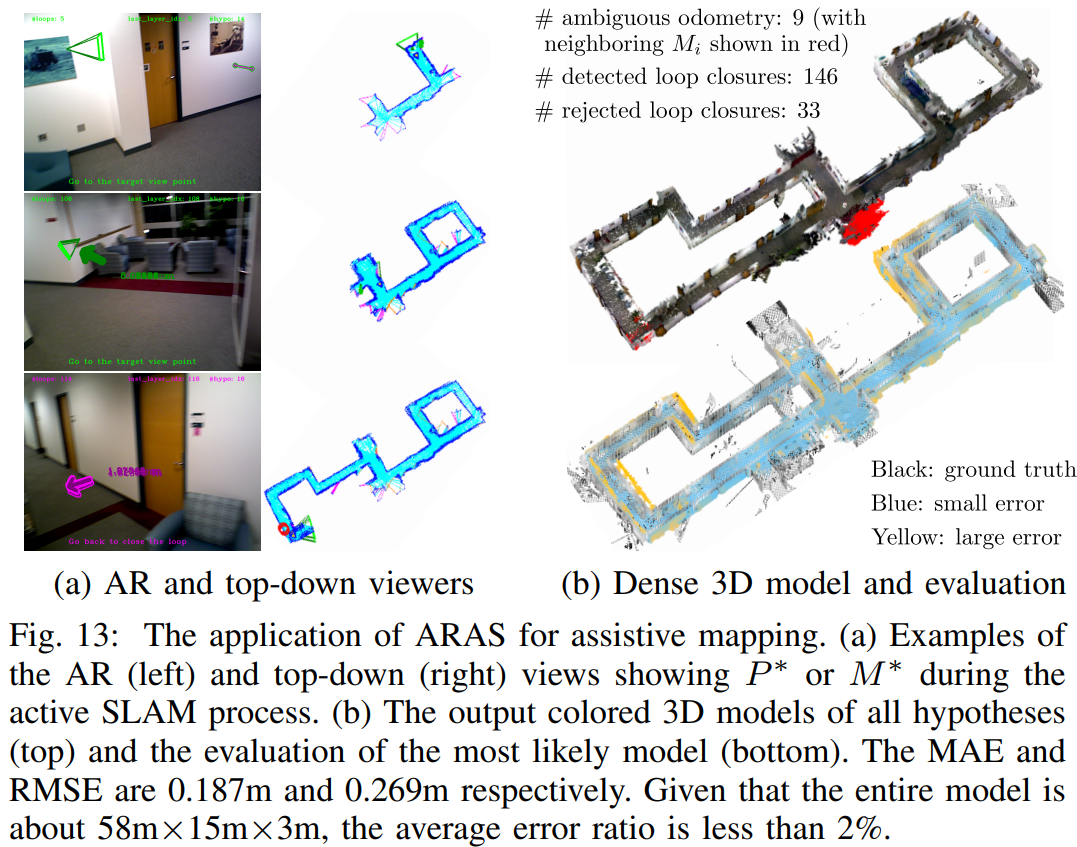 #loops: 5 last_layer_idx: #hypo: 11
Go to the target view point
#loops: 108 last_layer_idx: 108 #hypo: 10
Go to the target view point
#loops: last_layer_idx: 110 #hypo: 10
Go back to close the loop
# ambiguous odometry: 9 (with
neighboring M_i shown in red)
# detected loop closures: 146
# rejected loop closures: 33
Black: ground truth
Blue: small error
Yellow: large error
(a) AR and top-down viewers
(b) Dense 3D model and evaluation
Fig. 13: The application of ARAS for assistive mapping. (a) Examples of
the AR (left) and top-down (right) views showing P* or M* during the
active SLAM process. (b) The output colored 3D models of all hypotheses
(top) and the evaluation of the most likely model (bottom). The MAE and
RMSE are 0.187m and 0.269m respectively. Given that the entire model is
about 58m×15m×3m, the average error ratio is less than 2%.